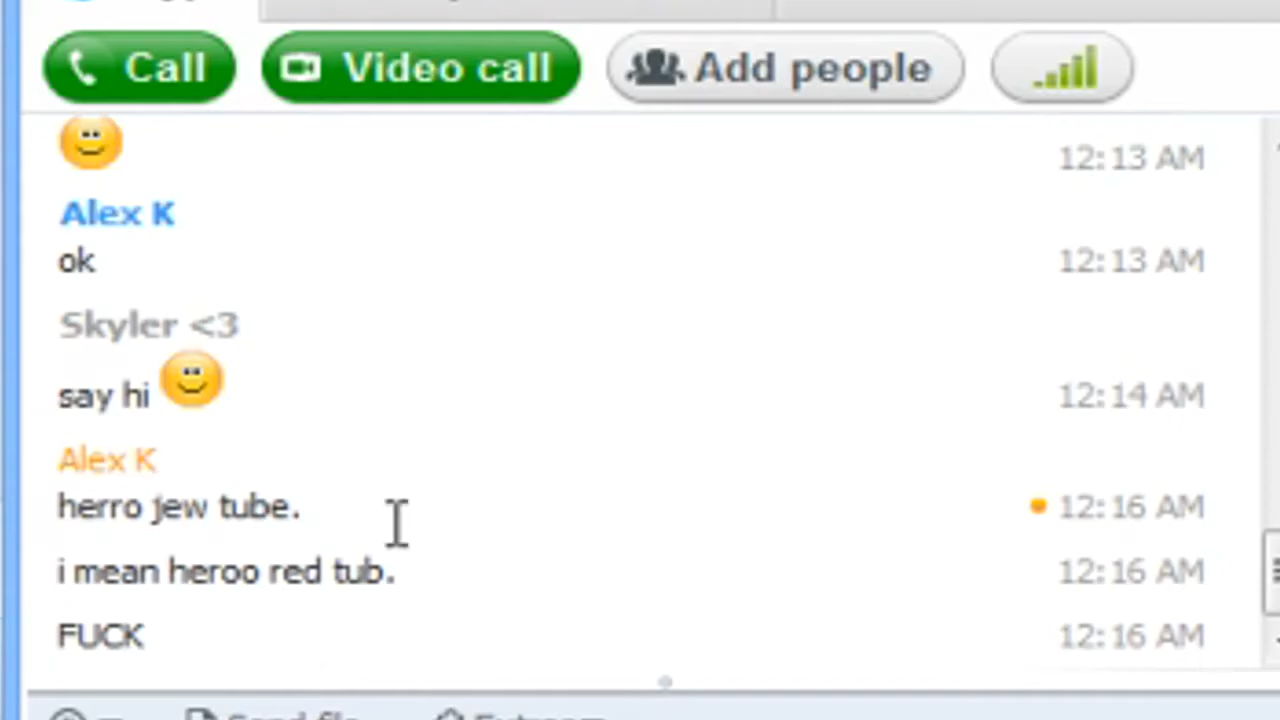 Call Video call Add people
12:13 AM
Alex K
ok 12:13 AM
Skyler <3
say hi 12:14 AM
Alex K
herro jew tube. 12:16 AM
i mean heroo red tub. 12:16 AM
FUCK 12:16 AM
Send file